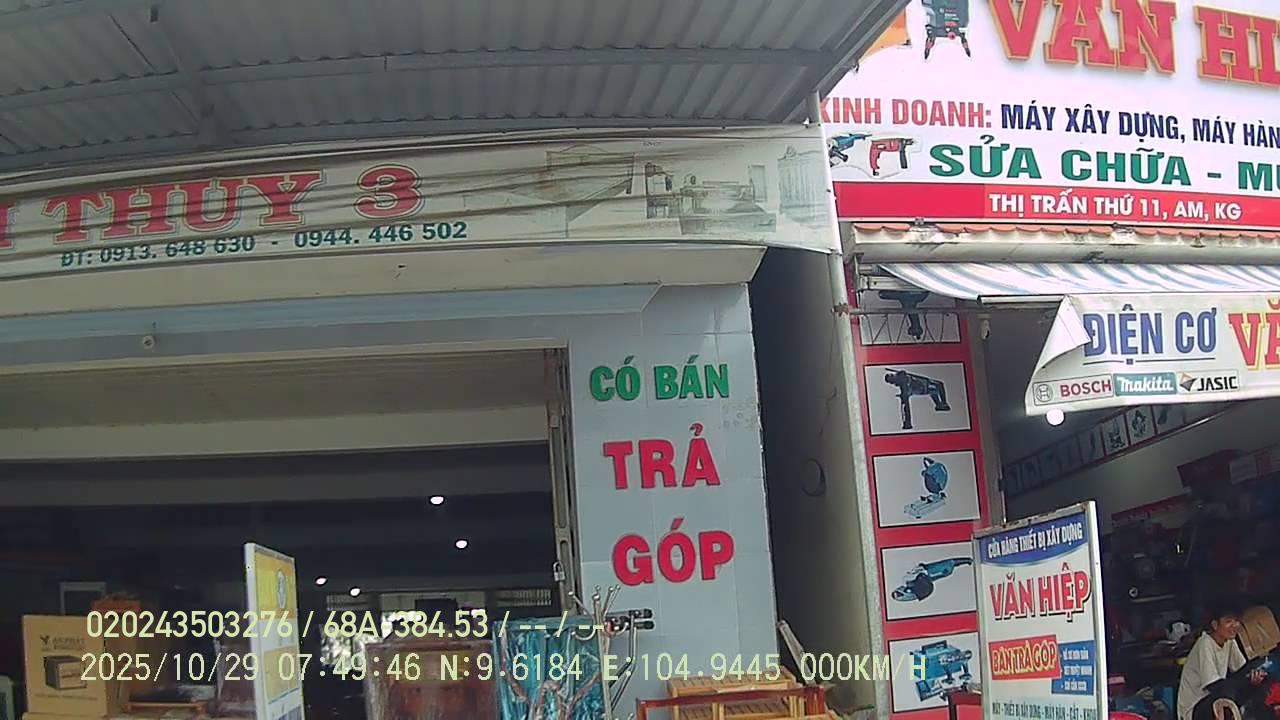 THUY 3
ĐT: 0913. 648 630 - 0944. 446 502
VĂN HI
KINH DOANH: MÁY XÂY DỰNG, MÁY HÀN
SỬA CHỮA - MU
THỊ TRẤN THỨ 11, AM, KG
ĐIỆN CƠ VĂ
BOSCH makita JASIC
CÓ BÁN
TRẢ
GÓP
CỬA HÀNG THIẾT BỊ XÂY DỰNG
VĂN HIỆP
BÁN TRẢ GÓP
020243503276 / 68A-384.53 / -- / --
2025/10/29 07:49:46 N:9.6184 E:104.9445 000KM/H